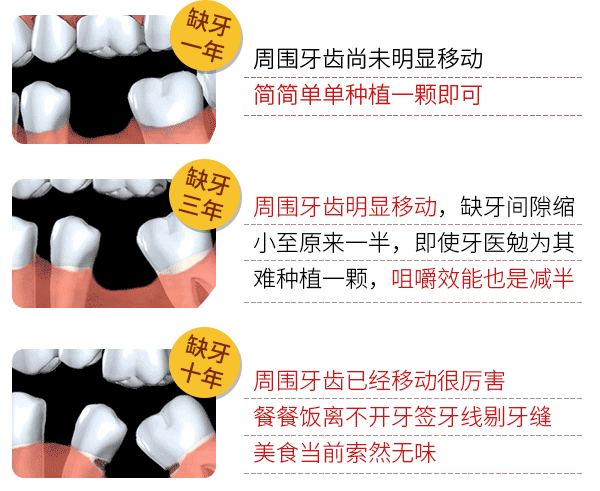 缺牙
一年
周围牙齿尚未明显移动
简简单单种植一颗即可
缺牙
三年
周围牙齿明显移动，缺牙间隙缩
小至原来一半，即使牙医勉为其
难种植一颗，咀嚼效能也是减半
缺牙
十年
周围牙齿已经移动很厉害
餐餐饭离不开牙签牙线剔牙缝
美食当前索然无味